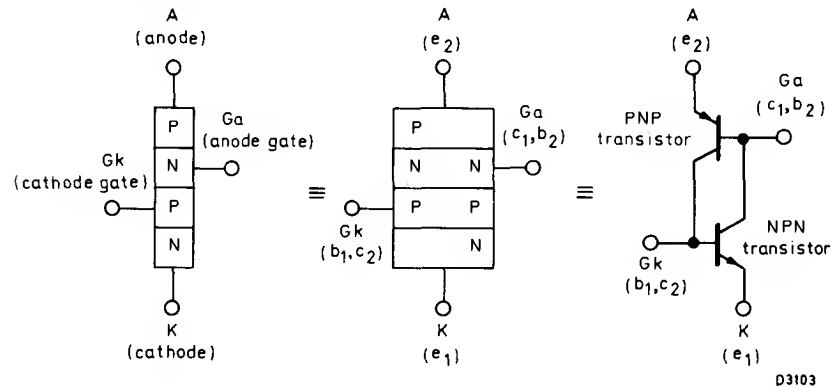 A
(anode)
P
N
P
N
Ga
(anode gate)
Gk
(cathode gate)
K
(cathode)
≡
A
(e₂)
P
N N
P P
N
Ga
(c₁,b₂)
Gk
(b₁,c₂)
K
(e₁)
≡
A
(e₂)
PNP
transistor
Ga
(c₁,b₂)
NPN
transistor
Gk
(b₁,c₂)
K
(e₁)
D3103